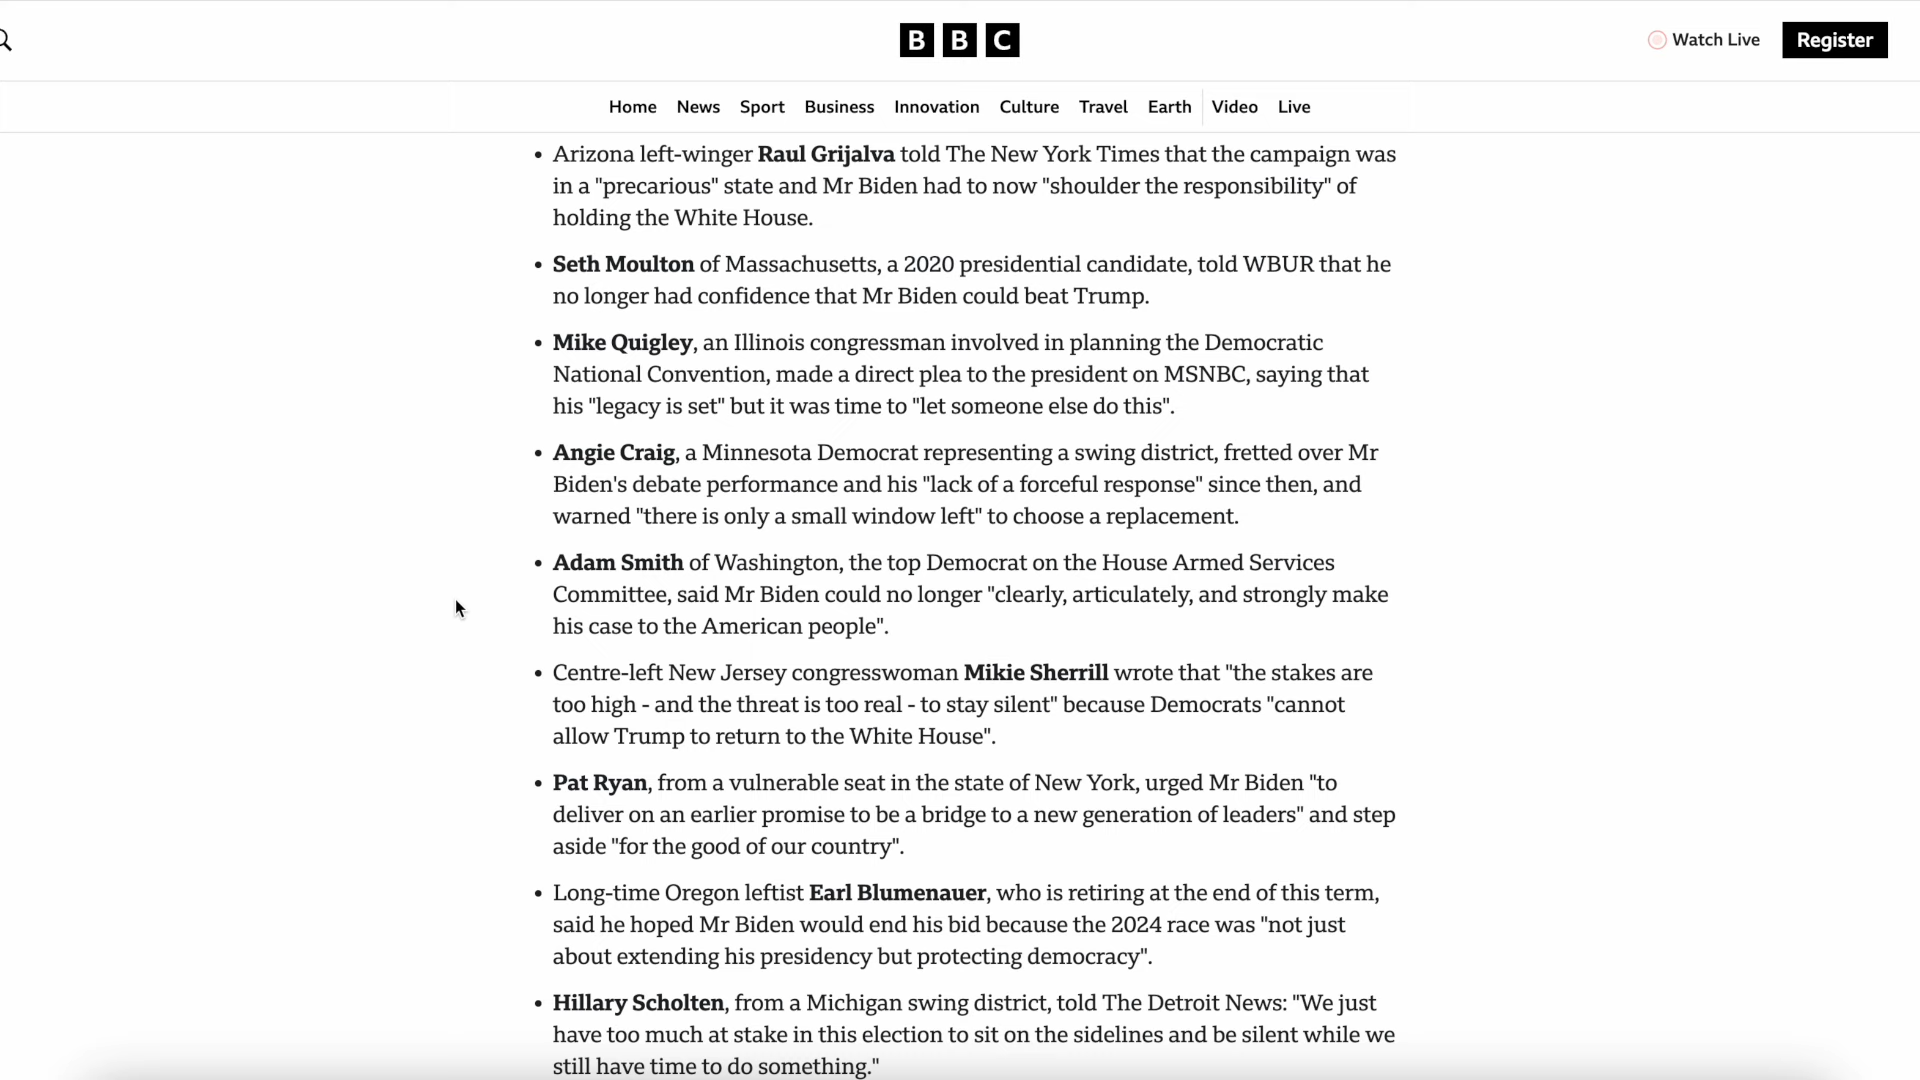 BBC
Watch Live
Register
Home News Sport Business Innovation Culture Travel Earth Video Live
• Arizona left-winger Raul Grijalva told The New York Times that the campaign was
in a "precarious" state and Mr Biden had to now "shoulder the responsibility" of
holding the White House.
• Seth Moulton of Massachusetts, a 2020 presidential candidate, told WBUR that he
no longer had confidence that Mr Biden could beat Trump.
• Mike Quigley, an Illinois congressman involved in planning the Democratic
National Convention, made a direct plea to the president on MSNBC, saying that
his "legacy is set" but it was time to "let someone else do this".
• Angie Craig, a Minnesota Democrat representing a swing district, fretted over Mr
Biden's debate performance and his "lack of a forceful response" since then, and
warned "there is only a small window left" to choose a replacement.
• Adam Smith of Washington, the top Democrat on the House Armed Services
Committee, said Mr Biden could no longer "clearly, articulately, and strongly make
his case to the American people".
• Centre-left New Jersey congresswoman Mikie Sherrill wrote that "the stakes are
too high - and the threat is too real - to stay silent" because Democrats "cannot
allow Trump to return to the White House".
• Pat Ryan, from a vulnerable seat in the state of New York, urged Mr Biden "to
deliver on an earlier promise to be a bridge to a new generation of leaders" and step
aside "for the good of our country".
• Long-time Oregon leftist Earl Blumenauer, who is retiring at the end of this term,
said he hoped Mr Biden would end his bid because the 2024 race was "not just
about extending his presidency but protecting democracy".
• Hillary Scholten, from a Michigan swing district, told The Detroit News: "We just
have too much at stake in this election to sit on the sidelines and be silent while we
still have time to do something."